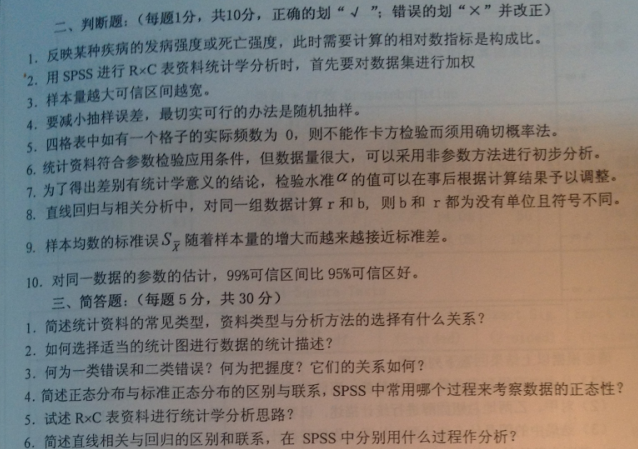 二、判断题:(每题1分,共10分,正确的划“√”;错误的划“×”并改正)
1. 反映某种疾病的发病强度或死亡强度,此时需要计算的相对数指标是构成比。
2. 用 SPSS 进行 R×C 表资料统计学分析时,首先要对数据集进行加权
3. 样本量越大可信区间越宽。
4. 要减小抽样误差,最切实可行的办法是随机抽样。
5. 四格表中如有一个格子的实际频数为 0,则不能作卡方检验而须用确切概率法。
6. 统计资料符合参数检验应用条件,但数据量很大,可以采用非参数方法进行初步分析。
7. 为了得出差别有统计学意义的结论,检验水准 α 的值可以在事后根据计算结果予以调整。
8. 直线回归与相关分析中,对同一组数据计算 r 和 b, 则 b 和 r 都为没有单位且符号不同。
9. 样本均数的标准误 S_X̄ 随着样本量的增大而越来越接近标准差。
10. 对同一数据的参数的估计,99%可信区间比 95%可信区好。
三、简答题:(每题 5 分,共 30 分)
1. 简述统计资料的常见类型,资料类型与分析方法的选择有什么关系?
2. 如何选择适当的统计图进行数据的统计描述?
3. 何为一类错误和二类错误?何为把握度?它们的关系如何?
4. 简述正态分布与标准正态分布的区别与联系,SPSS 中常用哪个过程来考察数据的正态性?
5. 试述 R×C 表资料进行统计学分析思路?
6. 简述直线相关与回归的区别和联系,在 SPSS 中分别用什么过程作分析?